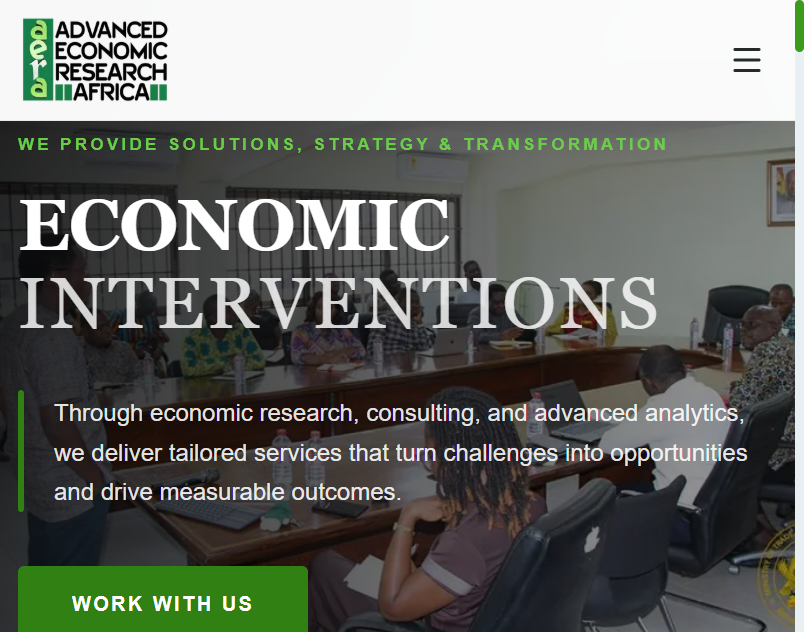 aera
ADVANCED
ECONOMIC
RESEARCH
AFRICA
WE PROVIDE SOLUTIONS, STRATEGY & TRANSFORMATION
ECONOMIC
INTERVENTIONS
Through economic research, consulting, and advanced analytics,
we deliver tailored services that turn challenges into opportunities
and drive measurable outcomes.
WORK WITH US